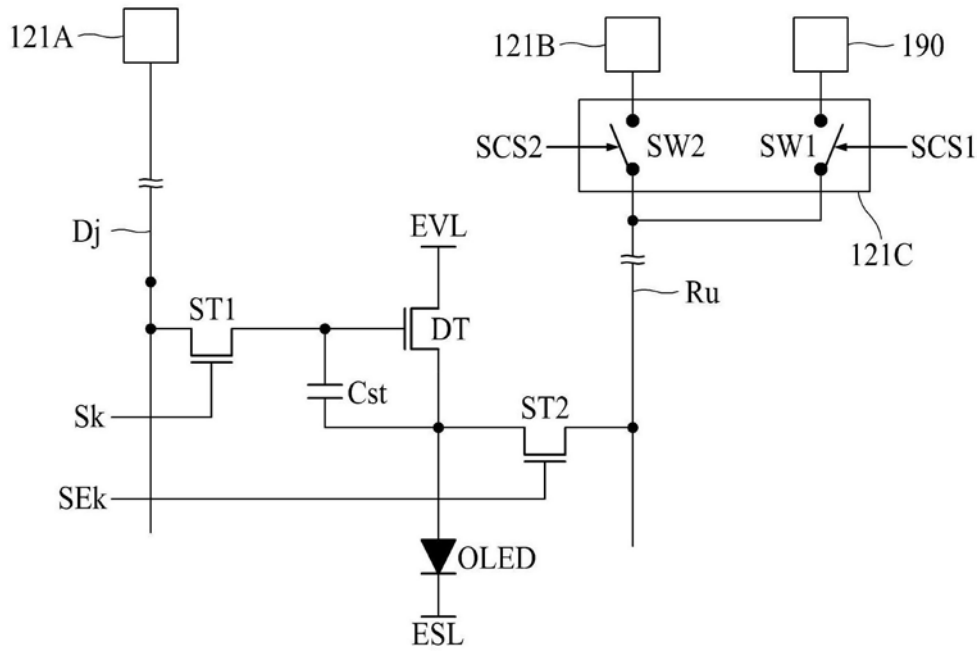 121A
121B
190
SCS2
SW2
SW1
SCS1
Dj
EVL
121C
Ru
ST1
DT
Cst
ST2
Sk
SEk
OLED
ESL